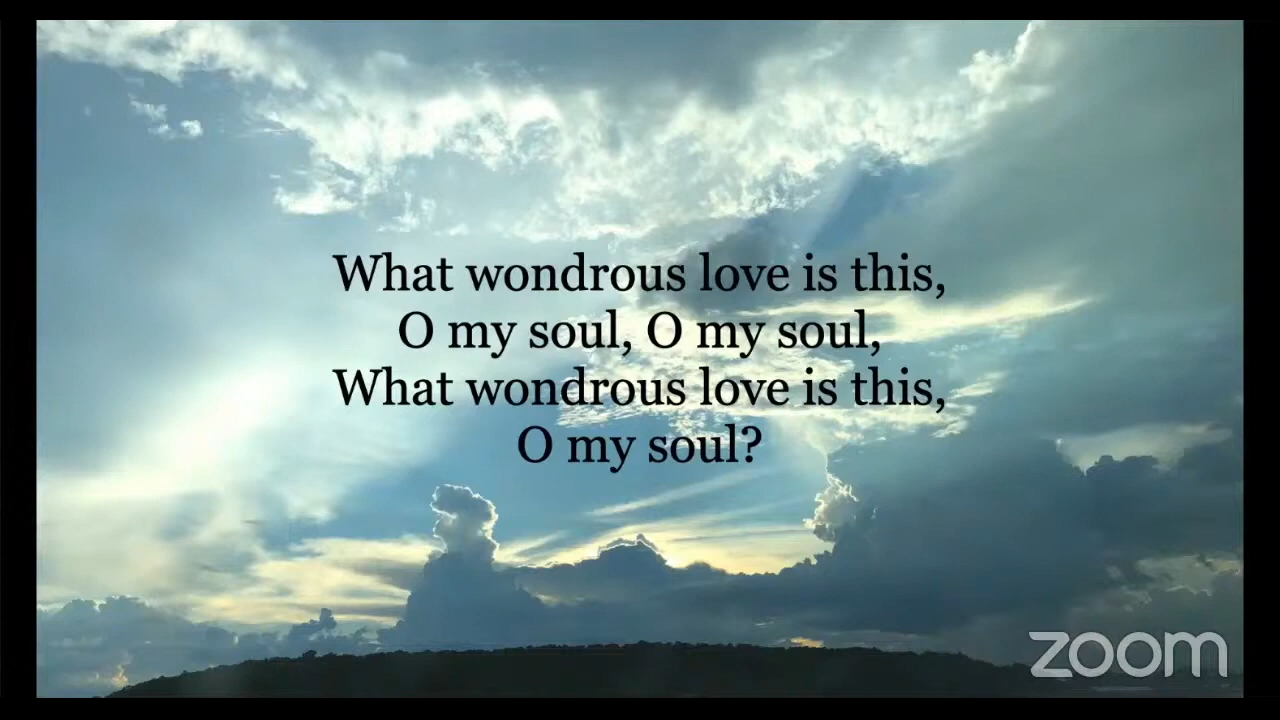 What wondrous love is this,
O my soul, O my soul,
What wondrous love is this,
O my soul?
zoom